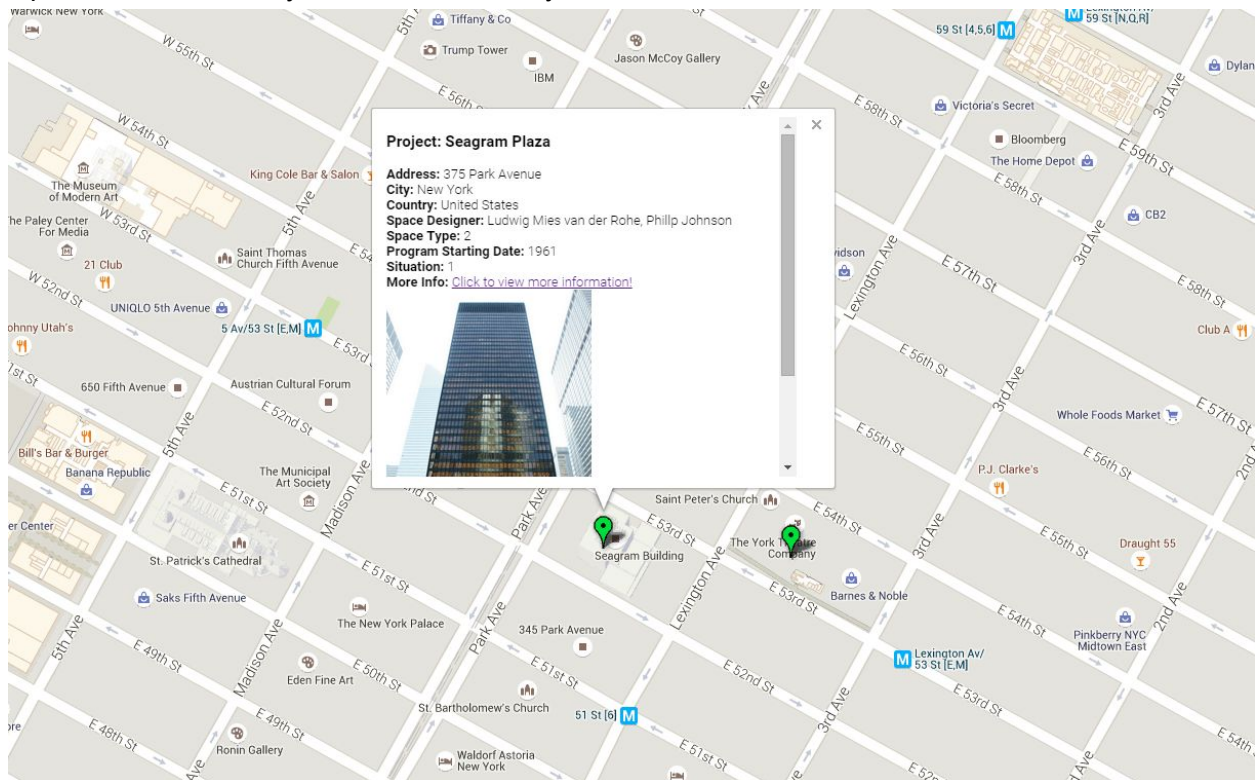 Warwick New York
Tiffany & Co
59 St [4,5,6]
59 St [N,Q,R]
5th Ave
Trump Tower
IBM
Jason McCoy Gallery
W 55th St
E 56th
3rd Ave
Dylan
E 58th St
Victoria's Secret
W 54th St
Project: Seagram Plaza
Address: 375 Park Avenue
City: New York
Country: United States
Space Designer: Ludwig Mies van der Rohe, Phillp Johnson
Space Type: 2
Program Starting Date: 1961
Situation: 1
More Info: Click to view more information!
Bloomberg
The Home Depot
E 59th St
E 58th St
The Museum
of Modern Art
King Cole Bar & Salon
5th Ave
The Paley Center
For Media
W 53rd St
CB2
3rd Ave
21 Club
Saint Thomas
Church Fifth Avenue
Lexington Ave
E 57th St
W 52nd St
UNIQLO 5th Avenue
5 Av/53 St [E,M]
E 53rd
E 58th St
Johnny Utah's
Club A
E 56th St
650 Fifth Avenue
Austrian Cultural Forum
3rd Ave
5th Ave
E 52nd St
Whole Foods Market
E 57th St
Bill's Bar & Burger
Banana Republic
The Municipal
Art Society
E 55th St
E 56th St
E 51st St
Madison Ave
P.J. Clarke's
2nd
Park Ave
Saint Peter's Church
E 54th St
E 53rd St
Seagram Building
The York Theatre
Company
3rd Ave
E 55th St
Draught 55
St. Patrick's Cathedral
E 51st St
Lexington Ave
Barnes & Noble
E 53rd St
Saks Fifth Avenue
The New York Palace
Park Ave
345 Park Avenue
E 54th St
2nd Ave
Pinkberry NYC
Midtown East
5th Ave
E 49th St
Madison Ave
Eden Fine Art
E 50th St
E 51st St
Lexington Av/
53 St [E,M]
E 52nd St
E 53rd St
St. Bartholomew's Church
51 St [6]
3rd Ave
E 48th St
E 49th St
Ronin Gallery
Waldorf Astoria
New York
E 51st St